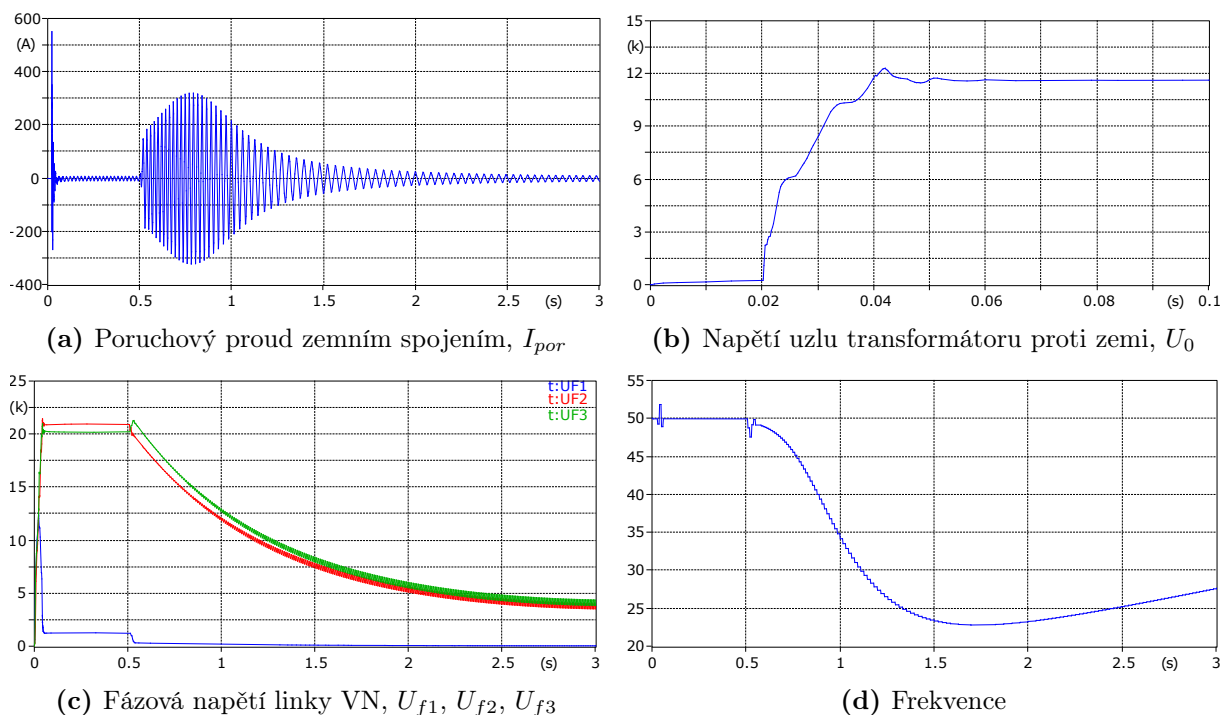 600
(A)
400
200
0
-200
-400
0 0.5 1 1.5 2 2.5 (s) 3
(a) Poruchový proud zemním spojením, I_por
15
(k)
12
9
6
3
0
0 0.02 0.04 0.06 0.08 (s) 0.1
(b) Napětí uzlu transformátoru proti zemi, U_0
25
(k)
20
15
10
5
0
t:UF1
t:UF2
t:UF3
0 0.5 1 1.5 2 2.5 (s) 3
(c) Fázová napětí linky VN, U_f1, U_f2, U_f3
55
50
45
40
35
30
25
20
0 0.5 1 1.5 2 2.5 (s) 3
(d) Frekvence